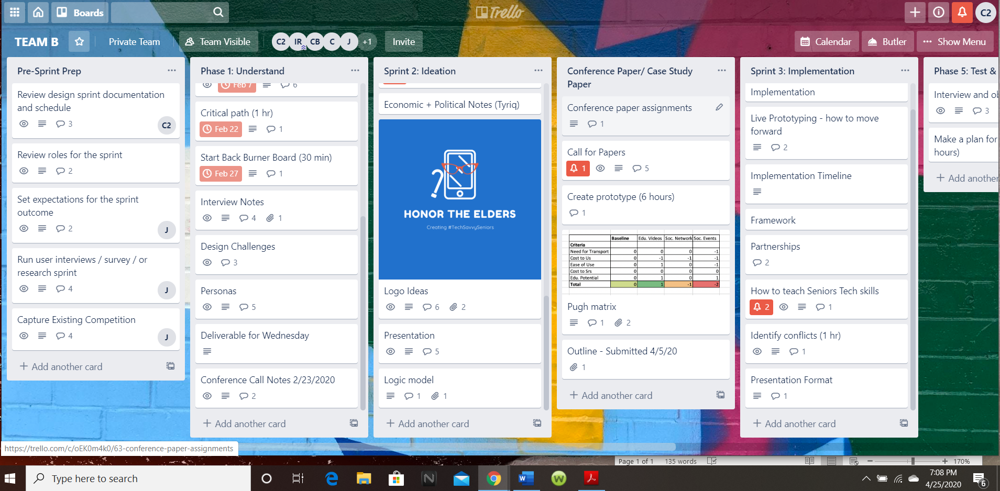 Boards
Trello
C2
TEAM B
Private Team
Team Visible
C2 IR CB C J +1
Invite
Calendar
Butler
Show Menu
Pre-Sprint Prep
Review design sprint documentation
and schedule
3
C2
Review roles for the sprint
2
Set expectations for the sprint
outcome
2
J
Run user interviews / survey / or
research sprint
4
J
Capture Existing Competition
4
J
+ Add another card
Phase 1: Understand
Feb 7 6
Critical path (1 hr)
Feb 22 1
Start Back Burner Board (30 min)
Feb 27 1
Interview Notes
4 1
Design Challenges
3
Personas
5
Deliverable for Wednesday
Conference Call Notes 2/23/2020
2
+ Add another card
Sprint 2: Ideation
Economic + Political Notes (Tyriq)
HONOR THE ELDERS
Creating #TechSavvySeniors
Logo Ideas
6 2
Presentation
5
Logic model
1 1
+ Add another card
Conference Paper/ Case Study
Paper
Conference paper assignments
1
Call for Papers
1 5
Create prototype (6 hours)
1
Baseline Edu. Videos Soc. Network Soc. Events
Criteria
Need for Transport 0 0 0 -1
Cost to Us 0 -1 -1 -1
Ease of Use 0 1 0 -1
Cost to Srs 0 0 0 0
Edu. Potential 0 1 0 1
Total 0 1 -1 -2
Pugh matrix
1 2
Outline - Submitted 4/5/20
1
+ Add another card
Sprint 3: Implementation
Implementation
Live Prototyping - how to move
forward
2
Implementation Timeline
Framework
Partnerships
2
How to teach Seniors Tech skills
2 1
Identify conflicts (1 hr)
1
Presentation Format
1
+ Add another card
Phase 5: Test &
Interview and ob
3
Make a plan for
hours)
+ Add another
https://trello.com/c/oEK0m4k0/63-conference-paper-assignments
Page 1 of 1 135 words
170%
Type here to search
7:08 PM
4/25/2020
6